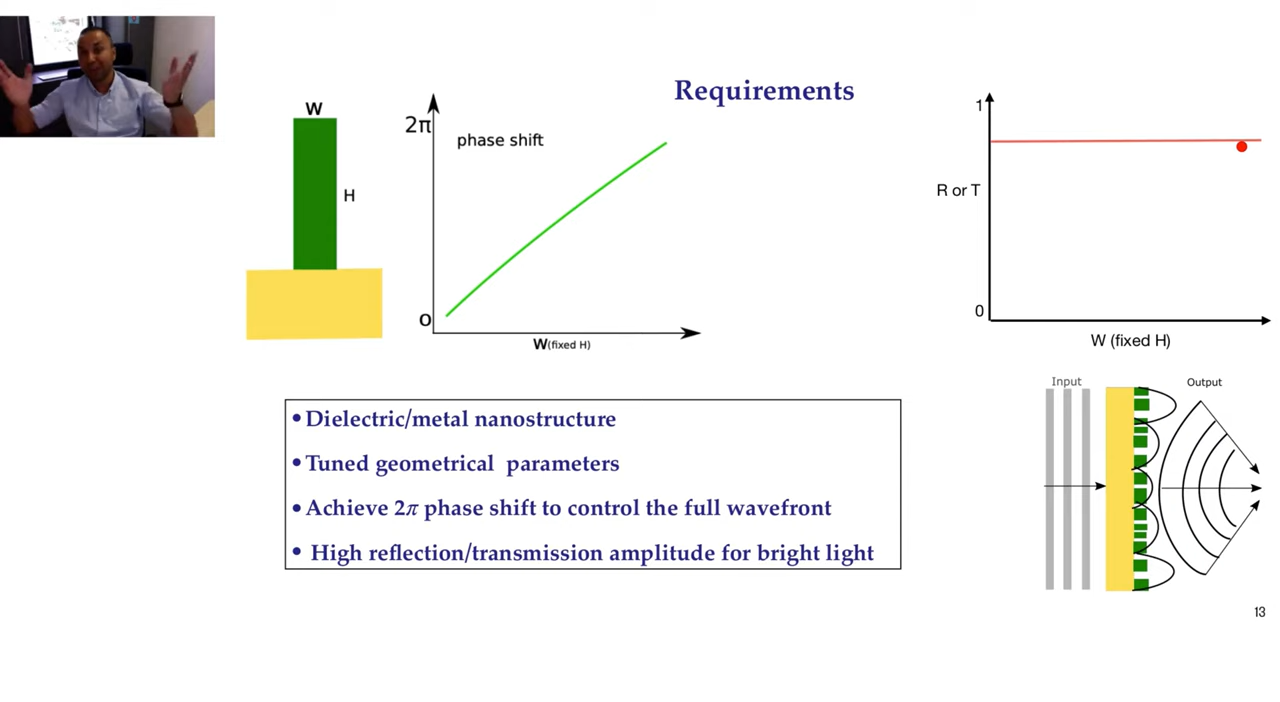 Requirements
W
H
2π
phase shift
0
W(fixed H)
1
R or T
0
W (fixed H)
• Dielectric/metal nanostructure
• Tuned geometrical parameters
• Achieve 2π phase shift to control the full wavefront
• High reflection/transmission amplitude for bright light
Input
Output
13